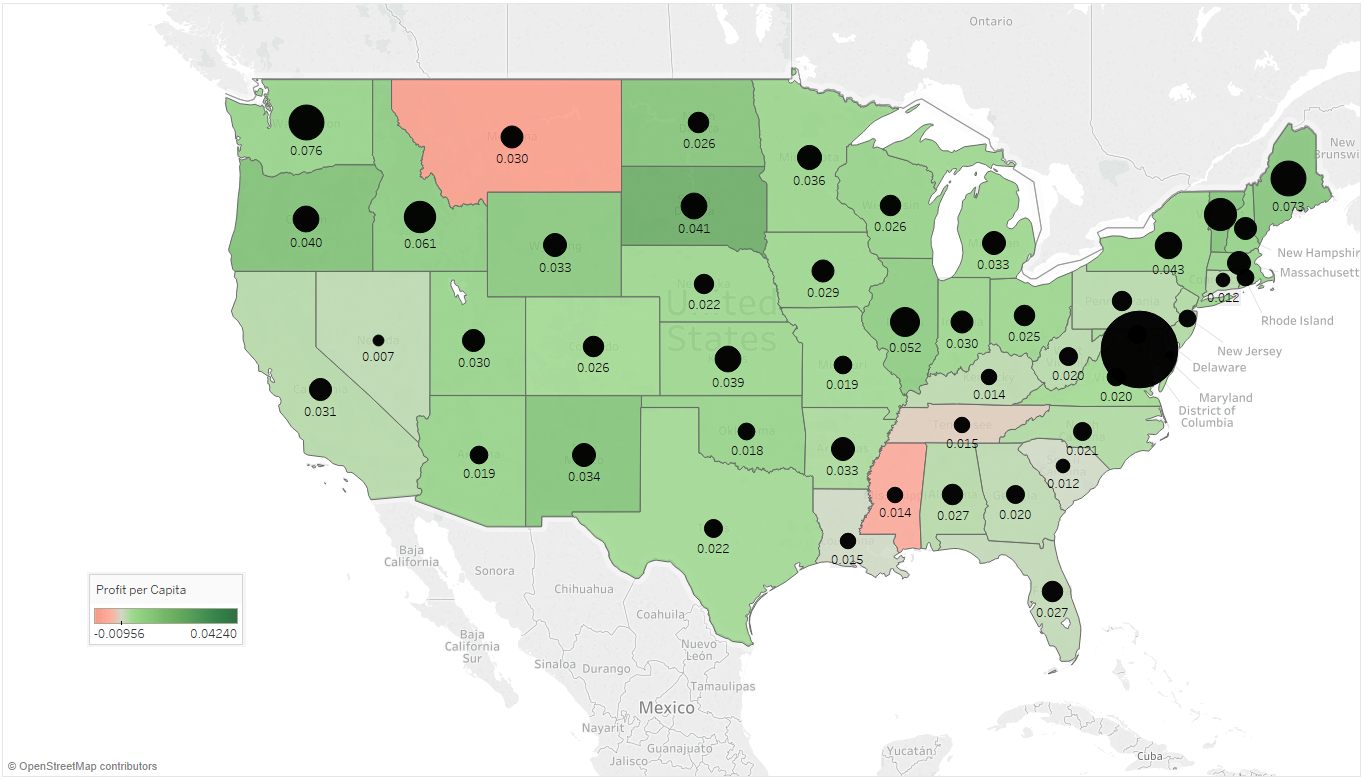 Ontario
New
Brunswi
0.076
0.030
0.026
0.036
0.026
0.033
0.073
0.043
New Hampshir
Massachusett
0.012
Rhode Island
New Jersey
Delaware
Maryland
District of
Columbia
0.040
0.061
0.033
0.041
0.022
0.029
0.052
0.030
0.025
0.020
0.020
United
States
0.007
0.030
0.026
0.039
0.019
0.014
0.031
0.015
0.021
0.019
0.034
0.018
0.033
0.014
0.027
0.020
0.012
0.022
0.015
0.027
Baja
California
Sonora
Chihuahua
Coahuila
Baja
California
Sur
Sinaloa
Durango
Nuevo
León
Tamaulipas
Mexico
Nayarit
Guanajuato
Jalisco
Yucatán
Cuba
Profit per Capita
-0.00956
0.04240
© OpenStreetMap contributors